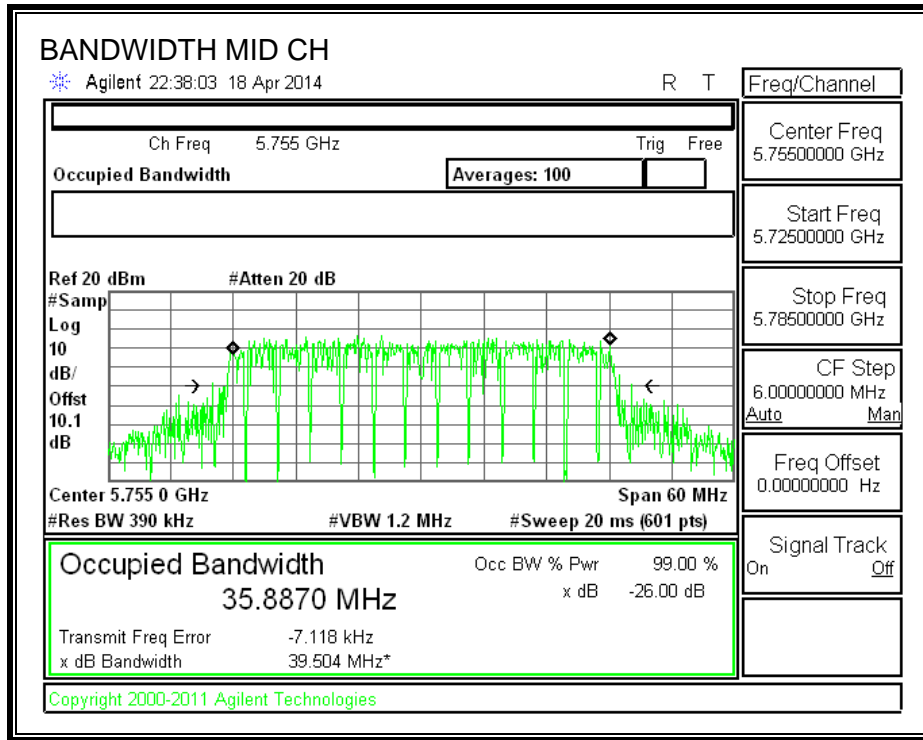 BANDWIDTH MID CH
Agilent 22:38:03 18 Apr 2014 R T
Freq/Channel
Ch Freq 5.755 GHz Trig Free
Occupied Bandwidth Averages: 100
Center Freq
5.75500000 GHz
Start Freq
5.72500000 GHz
Stop Freq
5.78500000 GHz
CF Step
6.00000000 MHz
Auto Man
Freq Offset
0.00000000 Hz
Signal Track
On Off
Ref 20 dBm #Atten 20 dB
#Samp
Log
10
dB/
Offst
10.1
dB
Center 5.755 0 GHz Span 60 MHz
#Res BW 390 kHz #VBW 1.2 MHz #Sweep 20 ms (601 pts)
Occupied Bandwidth Occ BW % Pwr 99.00 %
35.8870 MHz x dB -26.00 dB
Transmit Freq Error -7.118 kHz
x dB Bandwidth 39.504 MHz*
Copyright 2000-2011 Agilent Technologies